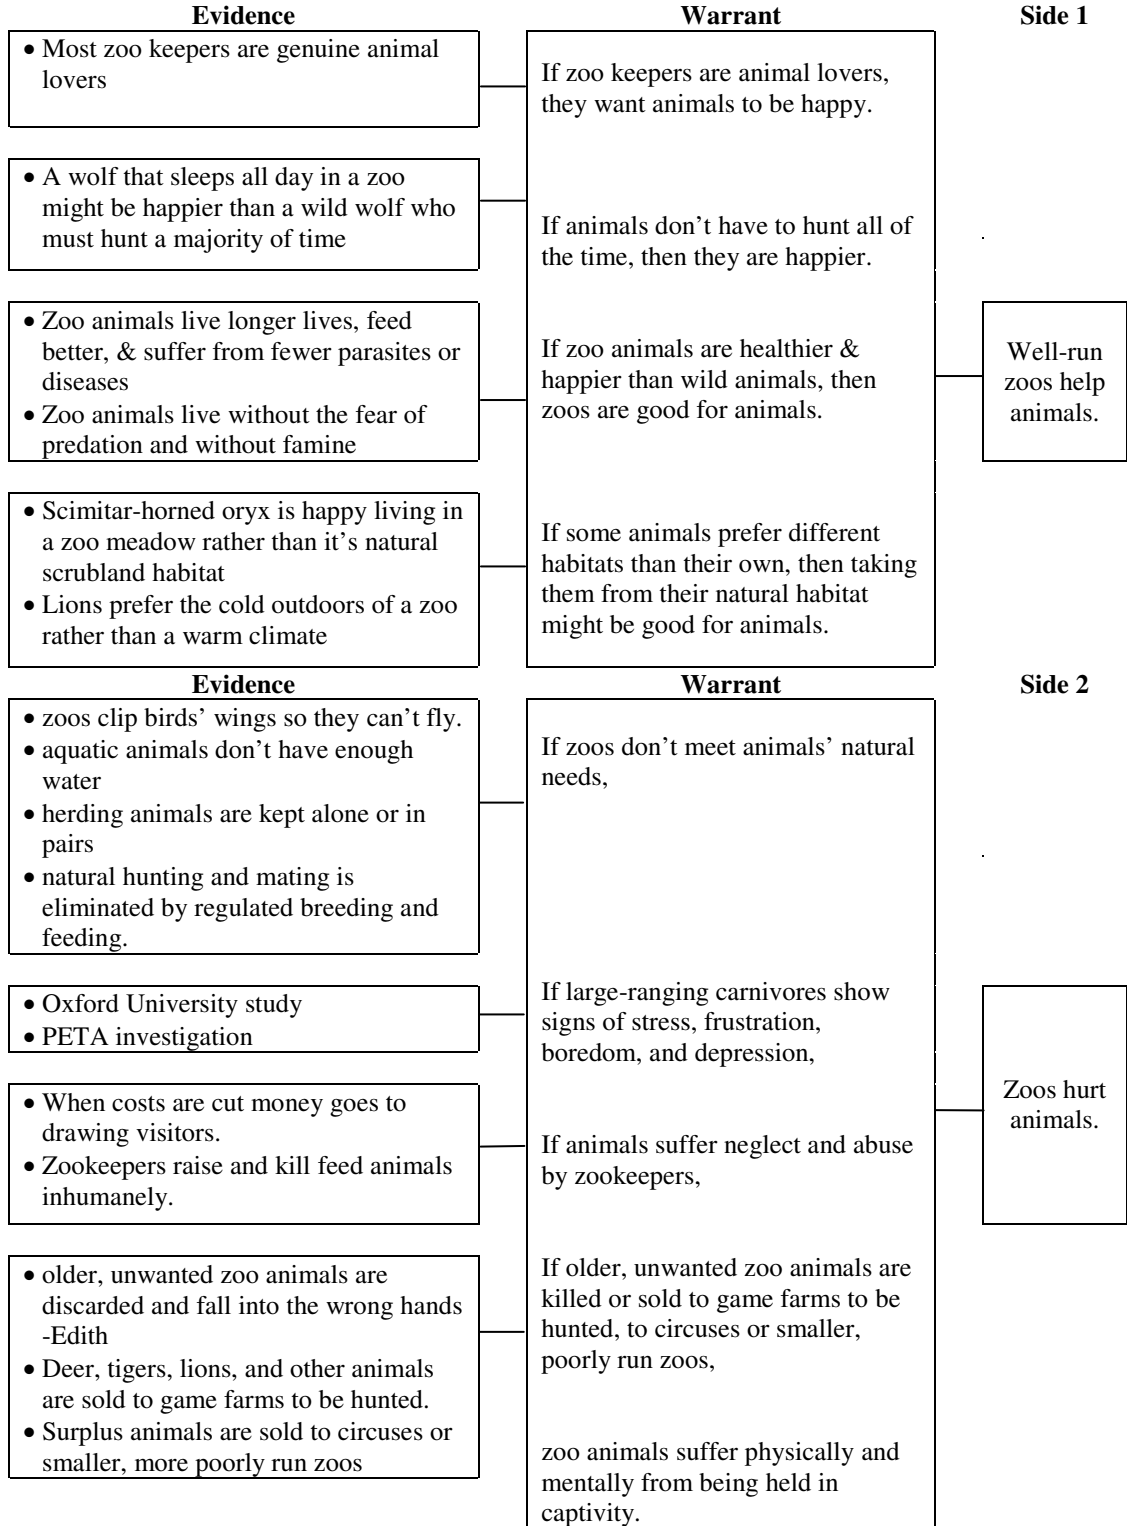 Evidence
Warrant
Side 1
• Most zoo keepers are genuine animal
lovers
If zoo keepers are animal lovers,
they want animals to be happy.
• A wolf that sleeps all day in a zoo
might be happier than a wild wolf who
must hunt a majority of time
If animals don’t have to hunt all of
the time, then they are happier.
• Zoo animals live longer lives, feed
better, & suffer from fewer parasites or
diseases
• Zoo animals live without the fear of
predation and without famine
If zoo animals are healthier &
happier than wild animals, then
zoos are good for animals.
Well-run
zoos help
animals.
• Scimitar-horned oryx is happy living in
a zoo meadow rather than it’s natural
scrubland habitat
• Lions prefer the cold outdoors of a zoo
rather than a warm climate
If some animals prefer different
habitats than their own, then taking
them from their natural habitat
might be good for animals.
Evidence
Warrant
Side 2
• zoos clip birds’ wings so they can’t fly.
• aquatic animals don’t have enough
water
• herding animals are kept alone or in
pairs
• natural hunting and mating is
eliminated by regulated breeding and
feeding.
If zoos don’t meet animals’ natural
needs,
• Oxford University study
• PETA investigation
If large-ranging carnivores show
signs of stress, frustration,
boredom, and depression,
• When costs are cut money goes to
drawing visitors.
• Zookeepers raise and kill feed animals
inhumanely.
If animals suffer neglect and abuse
by zookeepers,
Zoos hurt
animals.
• older, unwanted zoo animals are
discarded and fall into the wrong hands
-Edith
• Deer, tigers, lions, and other animals
are sold to game farms to be hunted.
• Surplus animals are sold to circuses or
smaller, more poorly run zoos
If older, unwanted zoo animals are
killed or sold to game farms to be
hunted, to circuses or smaller,
poorly run zoos,
zoo animals suffer physically and
mentally from being held in
captivity.